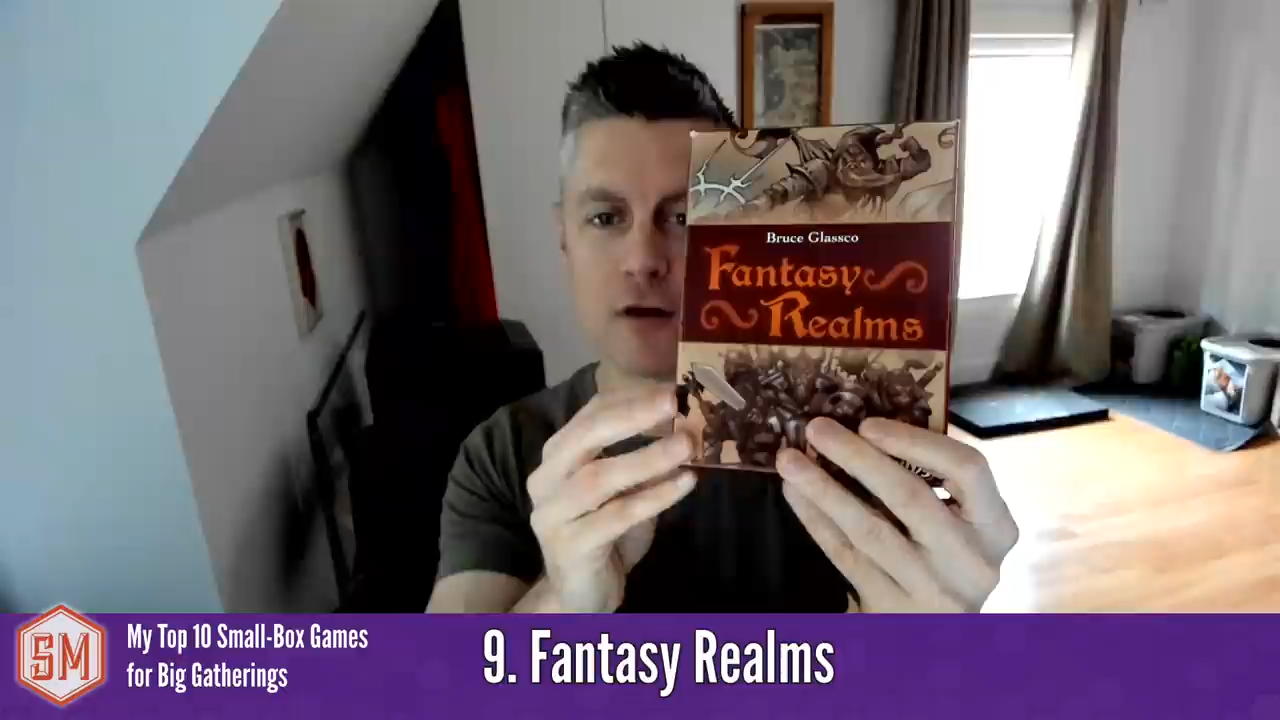 Bruce Glassco
Fantasy
Realms
SM
My Top 10 Small-Box Games
for Big Gatherings
9. Fantasy Realms